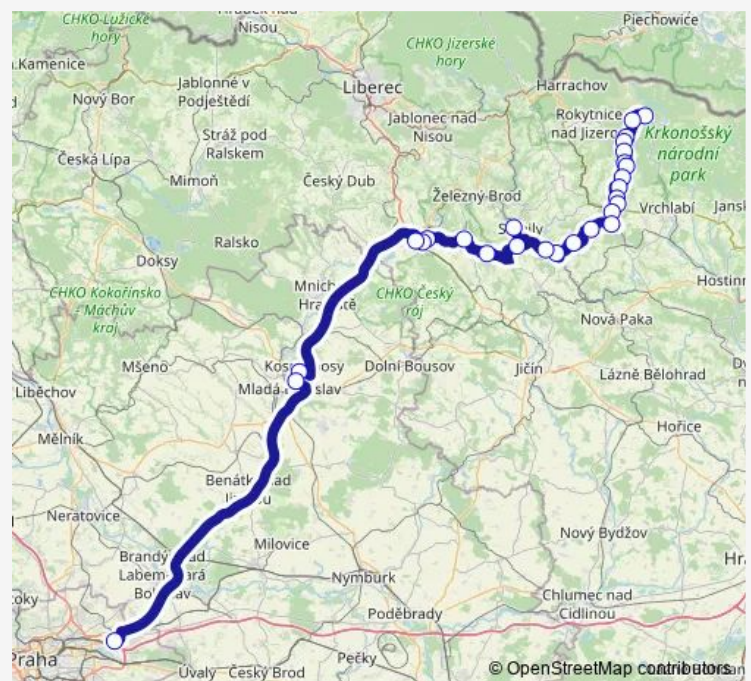 CHKO Lužické
hory
Nisou
Piechowice
Kamenice
CHKO Jizerské
hory
Jablonné v
Podještědí
Liberec
Harrachov
Nový Bor
Jablonec nad
Nisou
Rokytnice
nad Jizerou
Stráž pod
Ralskem
Krkonošský
národní
park
Česká Lípa
Mimoň
Český Dub
Železný Brod
Vrchlabí
Ralsko
Doksy
CHKO Kokořínsko
- Máchův
kraj
CHKO Český
ráj
Nová Paka
Mšeno
Dolní Bousov
Jičín
Lázně Bělohrad
Liběchov
Mělník
Hořice
Neratovice
Milovice
Nový Bydžov
Nymburk
Chlumec nad
Cidlinou
Poděbrady
Praha
Úvaly
Český Brod
Pečky
© OpenStreetMap contributors